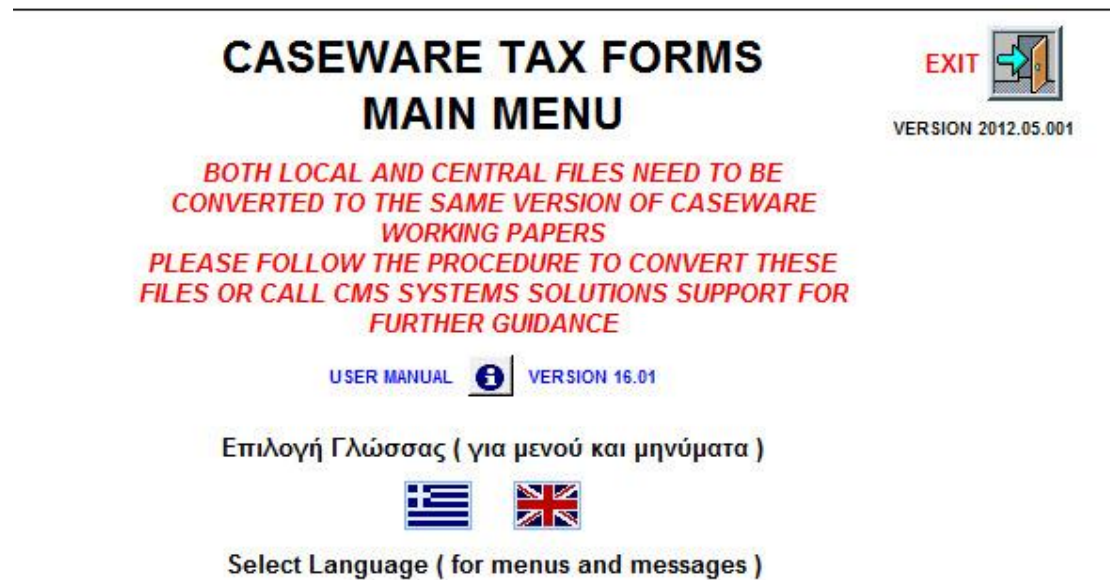 CASEWARE TAX FORMS
MAIN MENU
EXIT
VERSION 2012.05.001
BOTH LOCAL AND CENTRAL FILES NEED TO BE
CONVERTED TO THE SAME VERSION OF CASEWARE
WORKING PAPERS
PLEASE FOLLOW THE PROCEDURE TO CONVERT THESE
FILES OR CALL CMS SYSTEMS SOLUTIONS SUPPORT FOR
FURTHER GUIDANCE
USER MANUAL VERSION 16.01
Επιλογή Γλώσσας ( για μενού και μηνύματα )
Select Language ( for menus and messages )